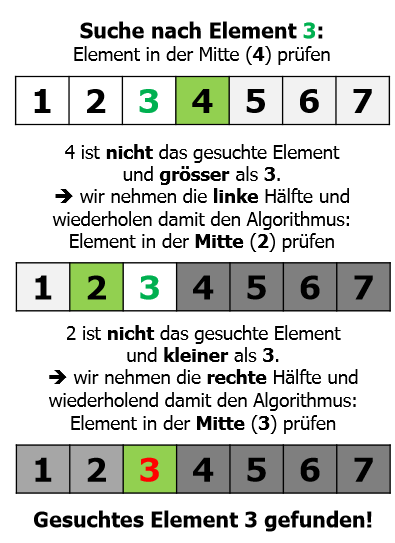 Suche nach Element 3:
Element in der Mitte (4) prüfen
1 2 3 4 5 6 7
4 ist nicht das gesuchte Element
und grösser als 3.
➔ wir nehmen die linke Hälfte und
wiederholen damit den Algorithmus:
Element in der Mitte (2) prüfen
1 2 3 4 5 6 7
2 ist nicht das gesuchte Element
und kleiner als 3.
➔ wir nehmen die rechte Hälfte und
wiederholend damit den Algorithmus:
Element in der Mitte (3) prüfen
1 2 3 4 5 6 7
Gesuchtes Element 3 gefunden!